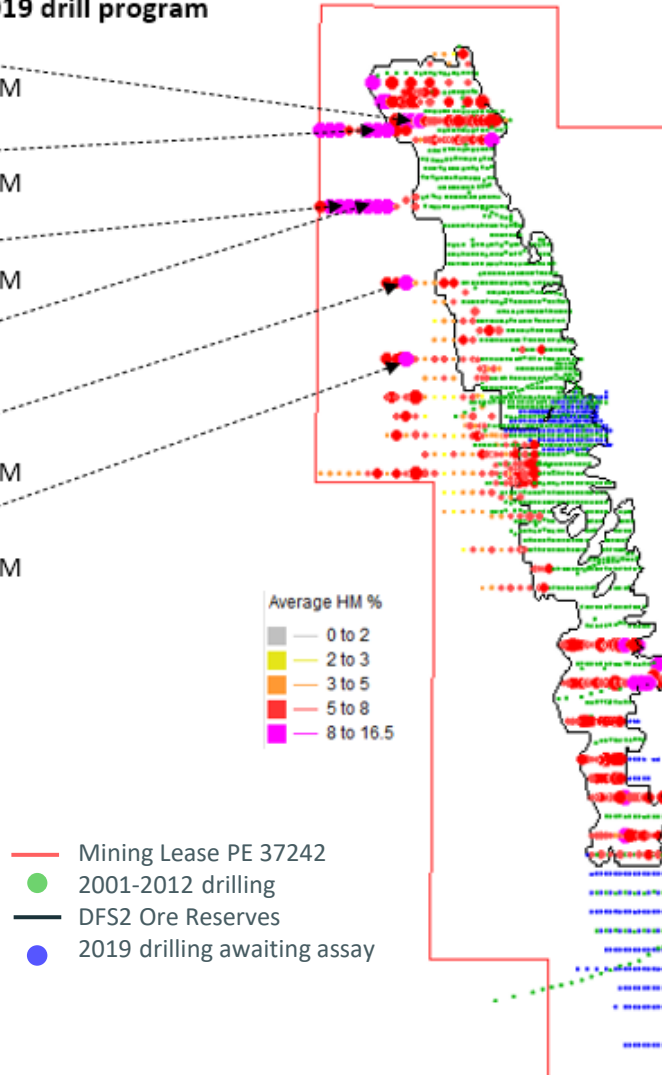 019 drill program
M
M
M
M
M
Average HM %
0 to 2
2 to 3
3 to 5
5 to 8
8 to 16.5
Mining Lease PE 37242
2001-2012 drilling
DFS2 Ore Reserves
2019 drilling awaiting assay